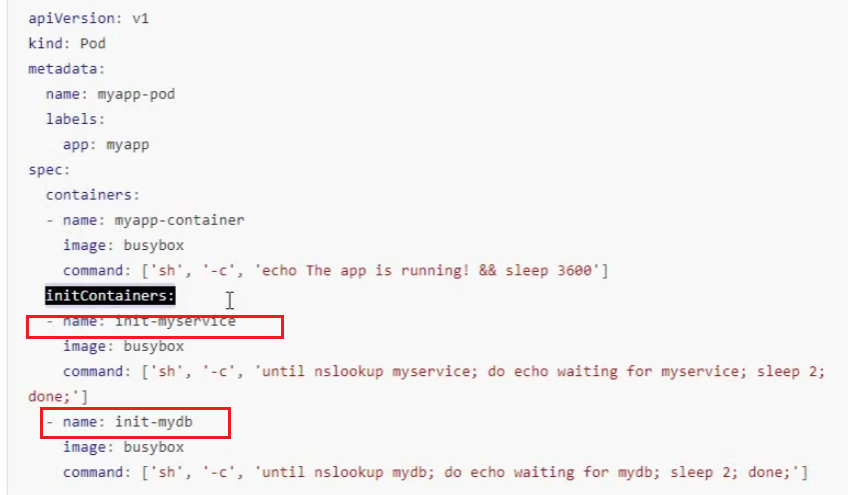 apiVersion: v1
kind: Pod
metadata:
  name: myapp-pod
  labels:
    app: myapp
spec:
  containers:
  - name: myapp-container
    image: busybox
    command: ['sh', '-c', 'echo The app is running! && sleep 3600']
  initContainers:
  - name: init-myservice
    image: busybox
    command: ['sh', '-c', 'until nslookup myservice; do echo waiting for myservice; sleep 2;
done;']
  - name: init-mydb
    image: busybox
    command: ['sh', '-c', 'until nslookup mydb; do echo waiting for mydb; sleep 2; done;']